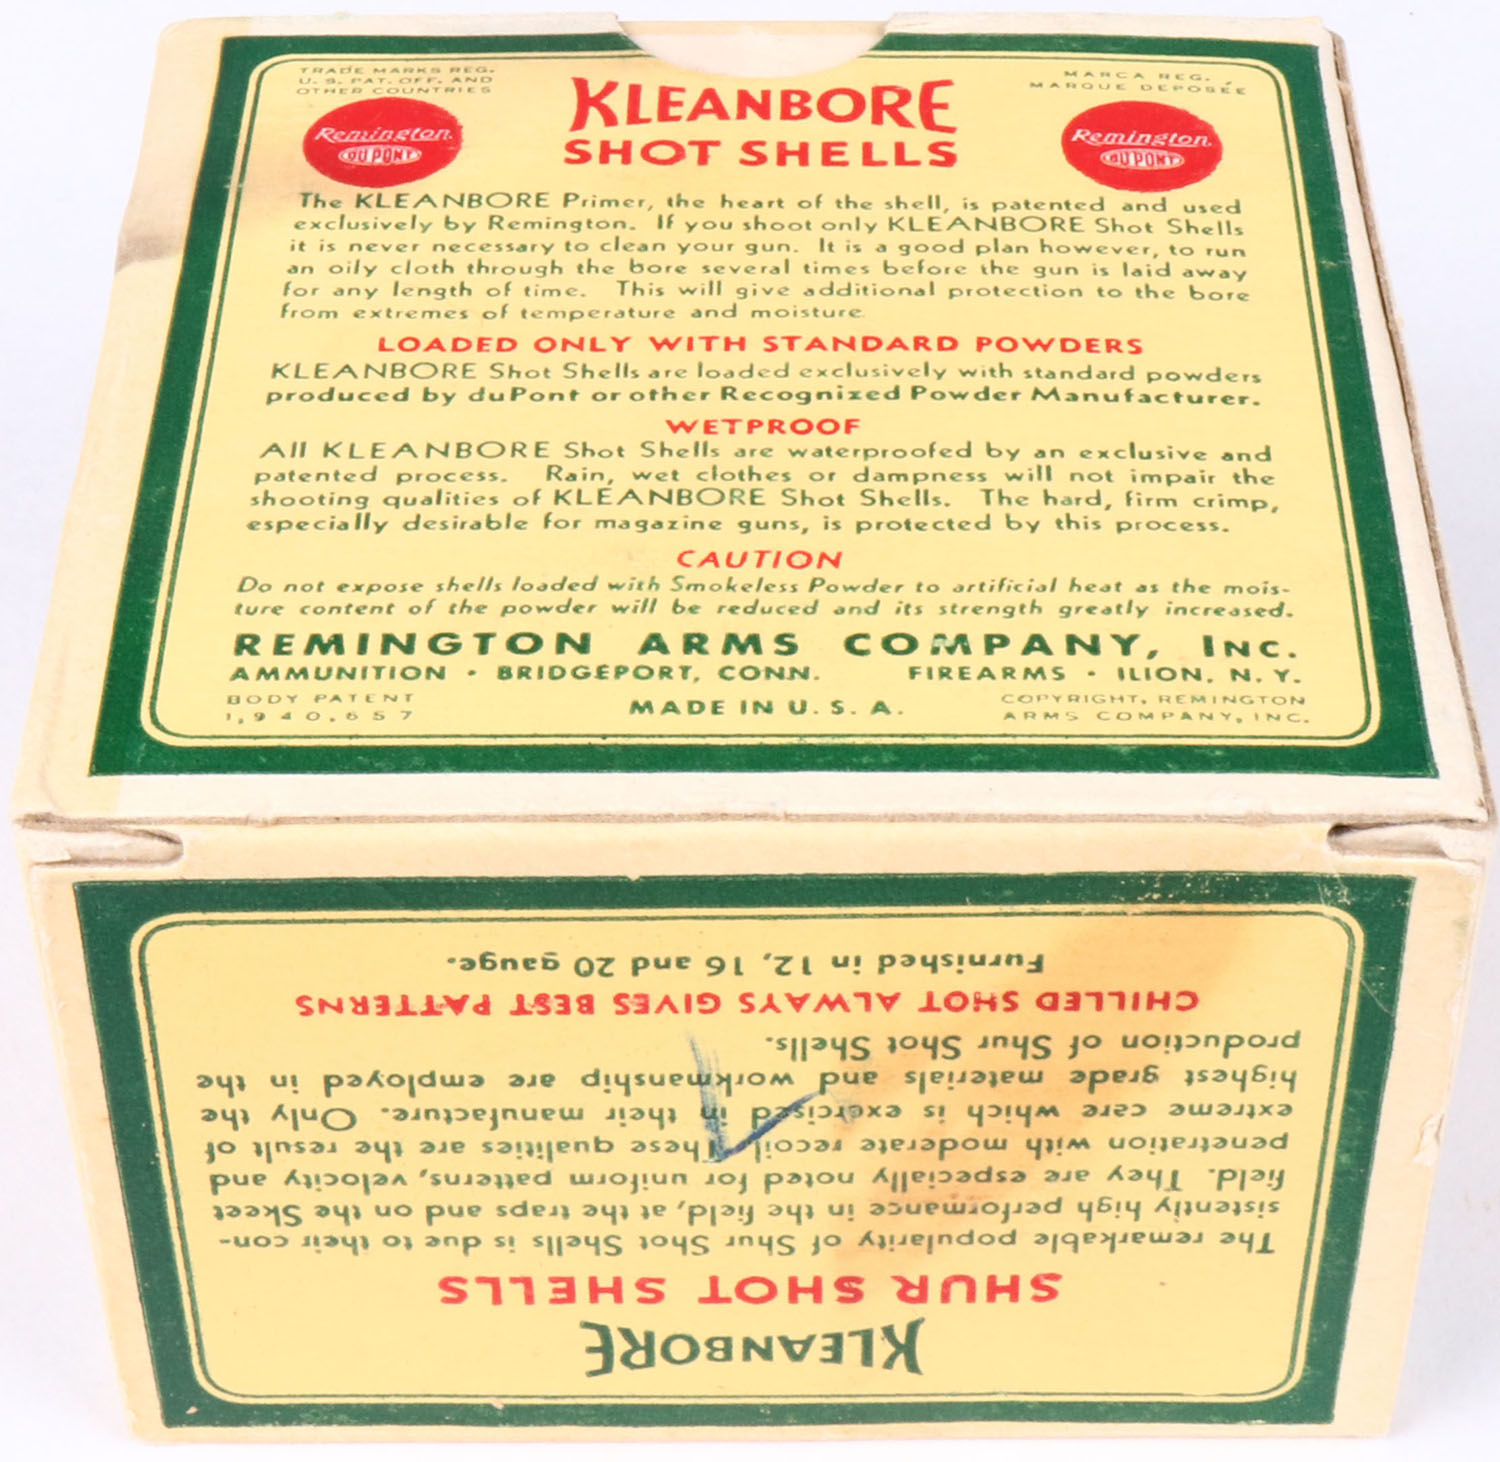 TRADE MARKS REG.
U. S. PAT. OFF. AND
OTHER COUNTRIES
MARCA REG.
MARQUE DEPOSÉE
Remington.
DU PONT
Remington.
DU PONT
KLEANBORE
SHOT SHELLS
The KLEANBORE Primer, the heart of the shell, is patented and used
exclusively by Remington. If you shoot only KLEANBORE Shot Shells
it is never necessary to clean your gun. It is a good plan however, to run
an oily cloth through the bore several times before the gun is laid away
for any length of time. This will give additional protection to the bore
from extremes of temperature and moisture.
LOADED ONLY WITH STANDARD POWDERS
KLEANBORE Shot Shells are loaded exclusively with standard powders
produced by duPont or other Recognized Powder Manufacturer.
WETPROOF
All KLEANBORE Shot Shells are waterproofed by an exclusive and
patented process. Rain, wet clothes or dampness will not impair the
shooting qualities of KLEANBORE Shot Shells. The hard, firm crimp,
especially desirable for magazine guns, is protected by this process.
CAUTION
Do not expose shells loaded with Smokeless Powder to artificial heat as the mois-
ture content of the powder will be reduced and its strength greatly increased.
REMINGTON ARMS COMPANY, INC.
AMMUNITION • BRIDGEPORT, CONN. FIREARMS • ILION, N. Y.
BODY PATENT
1,940,657
MADE IN U. S. A.
COPYRIGHT, REMINGTON
ARMS COMPANY, INC.
KLEANBORE
SHUR SHOT SHELLS
The remarkable popularity of Shur Shot Shells is due to their con-
sistently high performance in the field, at the traps and on the Skeet
field. They are especially noted for uniform patterns, velocity and
penetration with moderate recoil. These qualities are the result of
extreme care which is exercised in their manufacture. Only the
highest grade materials and workmanship are employed in the
production of Shur Shot Shells.
CHILLED SHOT ALWAYS GIVES BEST PATTERNS
Furnished in 12, 16 and 20 gauge.